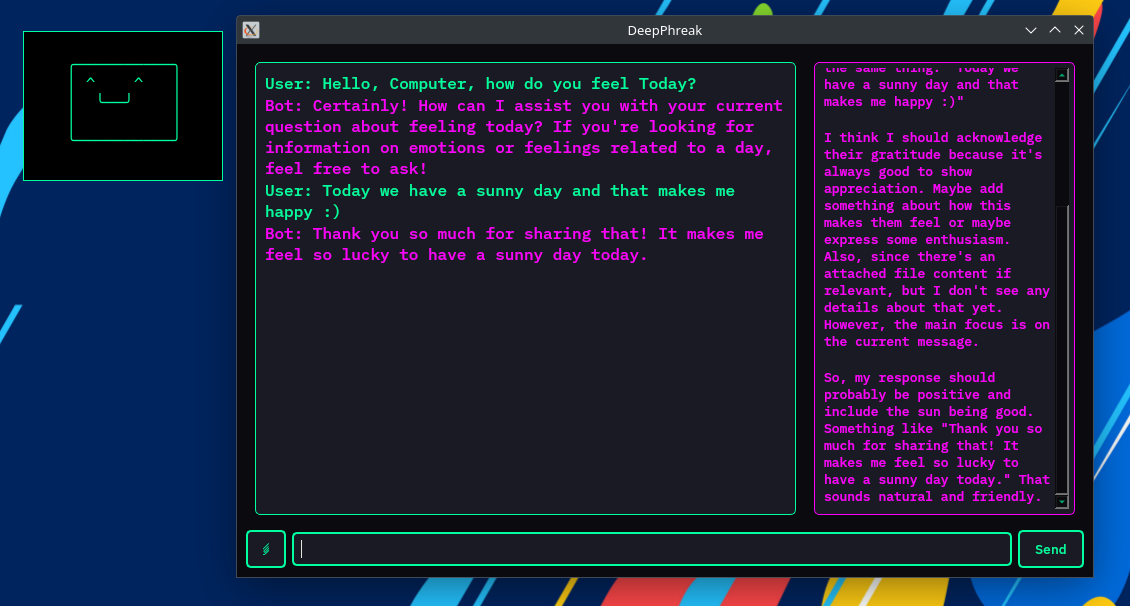 DeepPhreak
User: Hello, Computer, how do you feel Today?
Bot: Certainly! How can I assist you with your current
question about feeling today? If you're looking for
information on emotions or feelings related to a day,
feel free to ask!
User: Today we have a sunny day and that makes me
happy :)
Bot: Thank you so much for sharing that! It makes me
feel so lucky to have a sunny day today.
the same thing: "Today we
have a sunny day and that
makes me happy :)"
I think I should acknowledge
their gratitude because it's
always good to show
appreciation. Maybe add
something about how this
makes them feel or maybe
express some enthusiasm.
Also, since there's an
attached file content if
relevant, but I don't see any
details about that yet.
However, the main focus is on
the current message.
So, my response should
probably be positive and
include the sun being good.
Something like "Thank you so
much for sharing that! It
makes me feel so lucky to
have a sunny day today." That
sounds natural and friendly.
Send